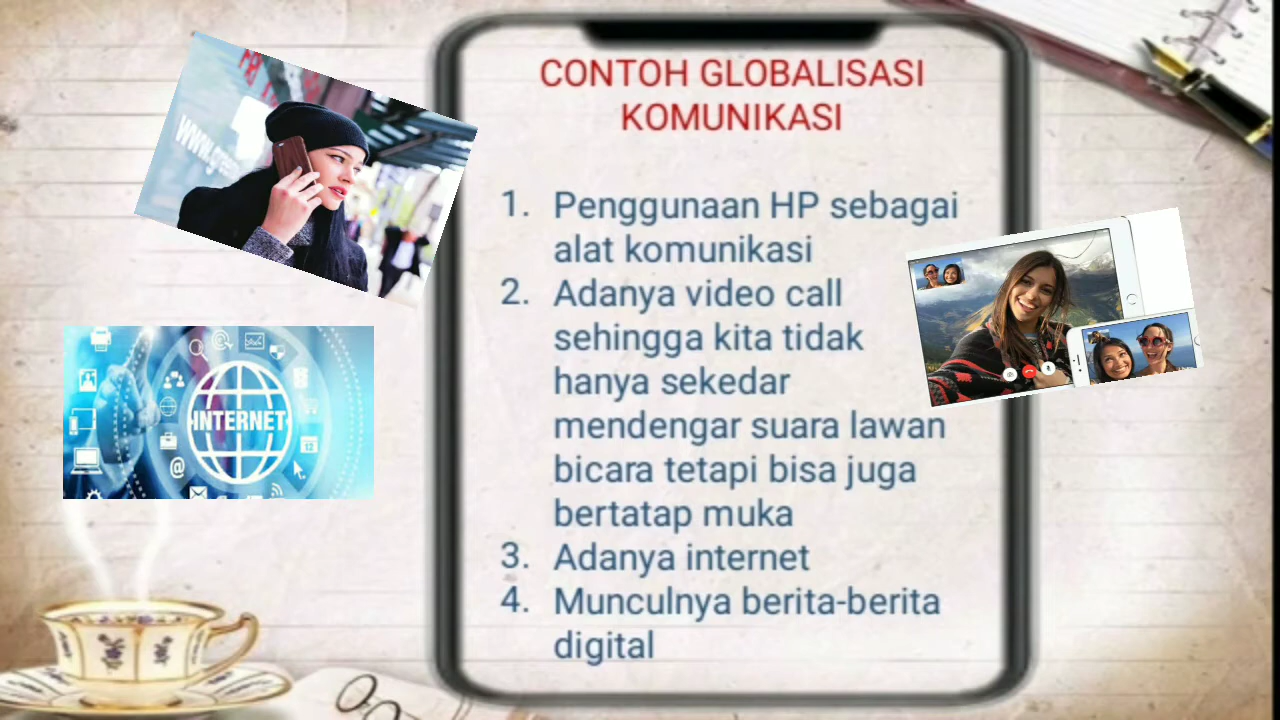 CONTOH GLOBALISASI
KOMUNIKASI
1. Penggunaan HP sebagai
alat komunikasi
2. Adanya video call
sehingga kita tidak
hanya sekedar
mendengar suara lawan
bicara tetapi bisa juga
bertatap muka
3. Adanya internet
4. Munculnya berita-berita
digital
INTERNET